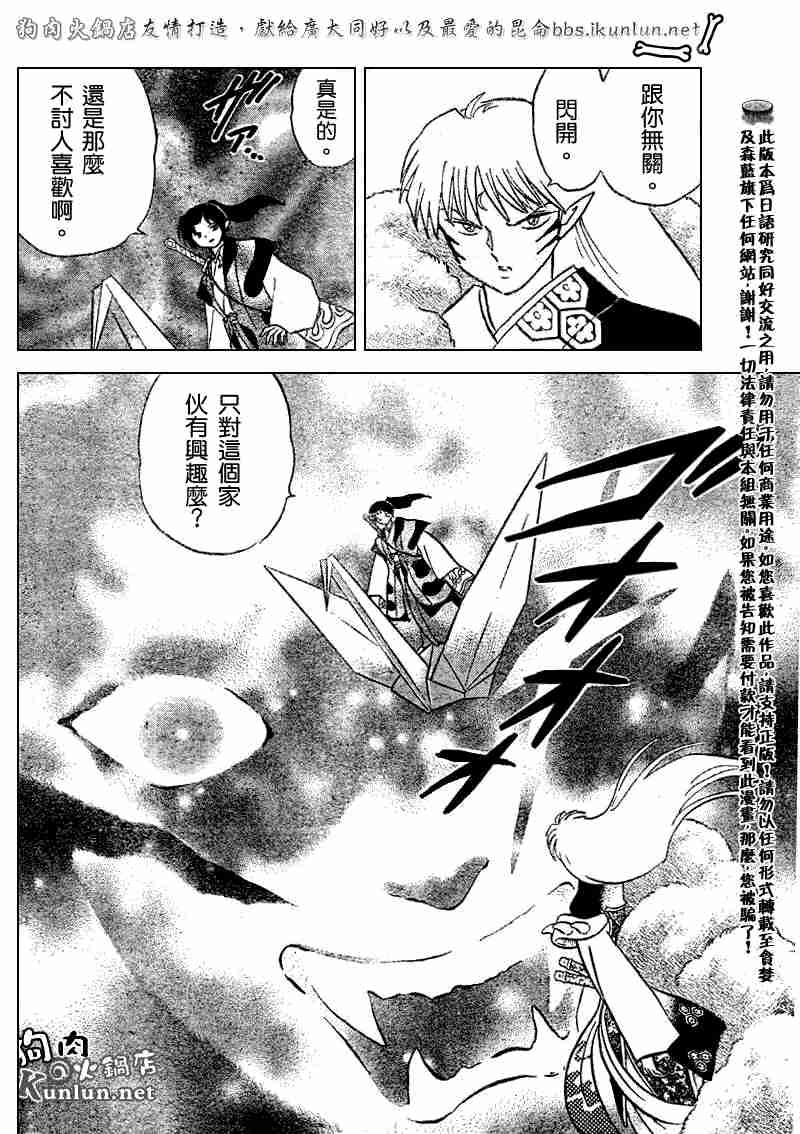 狗肉火鍋店友情打造，獻給廣大同好以及最愛的昆侖bbs.ikunlun.net
跟你無關。
閃開。
真是的。
還是那麼
不討人喜歡啊。
只對這個家
伙有興趣麼？
此版本爲日語研究同好交流之用，請勿用于任何商業用途。如您喜歡此作品，請支持正版！請勿以任何形式轉載至貪婪
及森藍旗下任何網站，謝謝！一切法律責任與本組無關。如果您被告知需要付款才能看到此漫畫，那麼，您被騙了！
狗肉
火鍋店
Kunlun.net